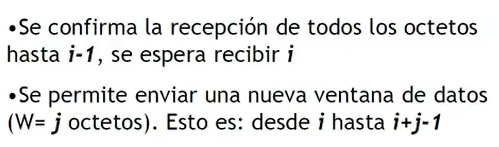 •Se confirma la recepción de todos los octetos
hasta i-1, se espera recibir i
•Se permite enviar una nueva ventana de datos
(W= j octetos). Esto es: desde i hasta i+j-1